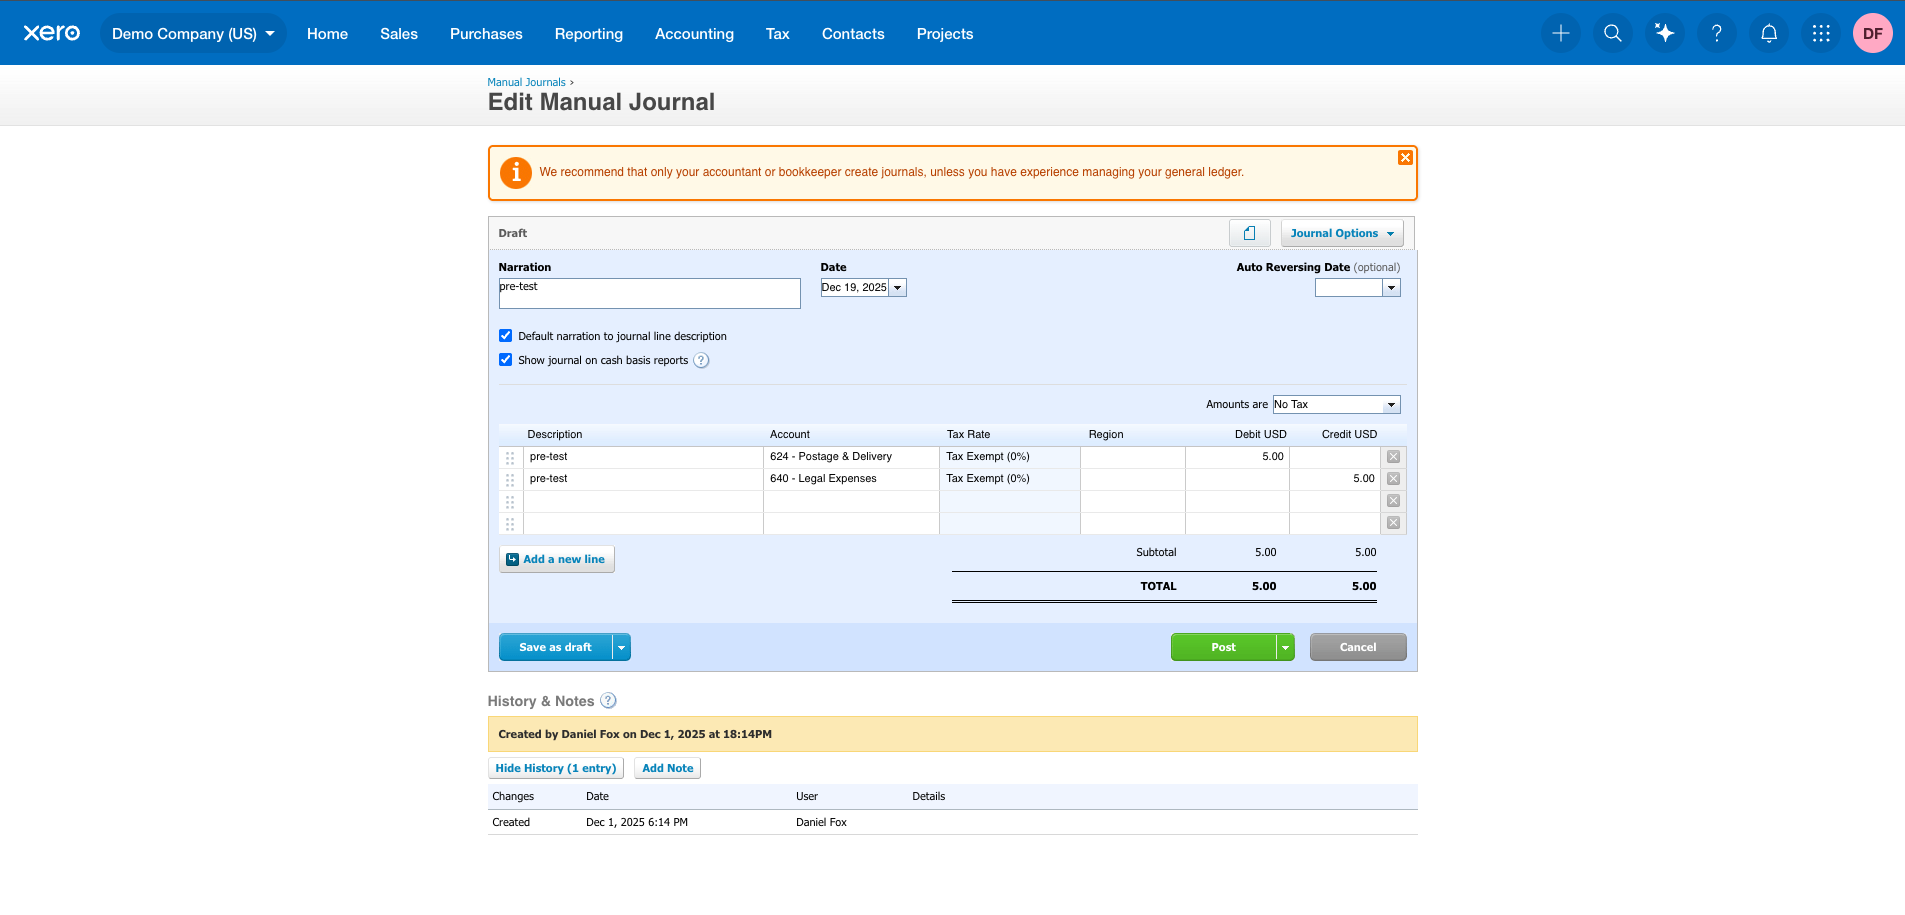 xero Demo Company (US) Home Sales Purchases Reporting Accounting Tax Contacts Projects ? DF
Manual Journals ›
Edit Manual Journal
i We recommend that only your accountant or bookkeeper create journals, unless you have experience managing your general ledger.
Draft Journal Options
Narration Date Auto Reversing Date (optional)
pre-test Dec 19, 2025
Default narration to journal line description
Show journal on cash basis reports ?
Amounts are No Tax
Description Account Tax Rate Region Debit USD Credit USD
pre-test 624 - Postage & Delivery Tax Exempt (0%) 5.00
pre-test 640 - Legal Expenses Tax Exempt (0%) 5.00
Add a new line Subtotal 5.00 5.00
TOTAL 5.00 5.00
Save as draft Post Cancel
History & Notes ?
Created by Daniel Fox on Dec 1, 2025 at 18:14PM
Hide History (1 entry) Add Note
Changes Date User Details
Created Dec 1, 2025 6:14 PM Daniel Fox